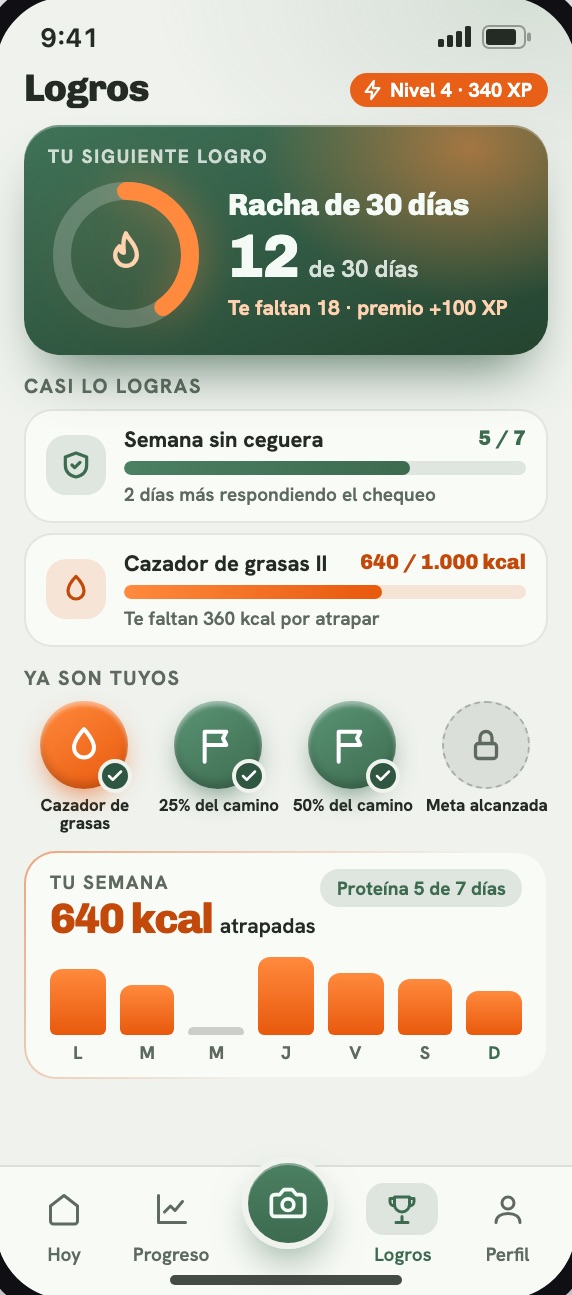 9:41
Logros
Nivel 4 · 340 XP
TU SIGUIENTE LOGRO
Racha de 30 días
12 de 30 días
Te faltan 18 · premio +100 XP
CASI LO LOGRAS
Semana sin ceguera
5 / 7
2 días más respondiendo el chequeo
Cazador de grasas II
640 / 1.000 kcal
Te faltan 360 kcal por atrapar
YA SON TUYOS
Cazador de
grasas
25% del camino
50% del camino
Meta alcanzada
TU SEMANA
Proteína 5 de 7 días
640 kcal atrapadas
L M M J V S D
Hoy
Progreso
Logros
Perfil